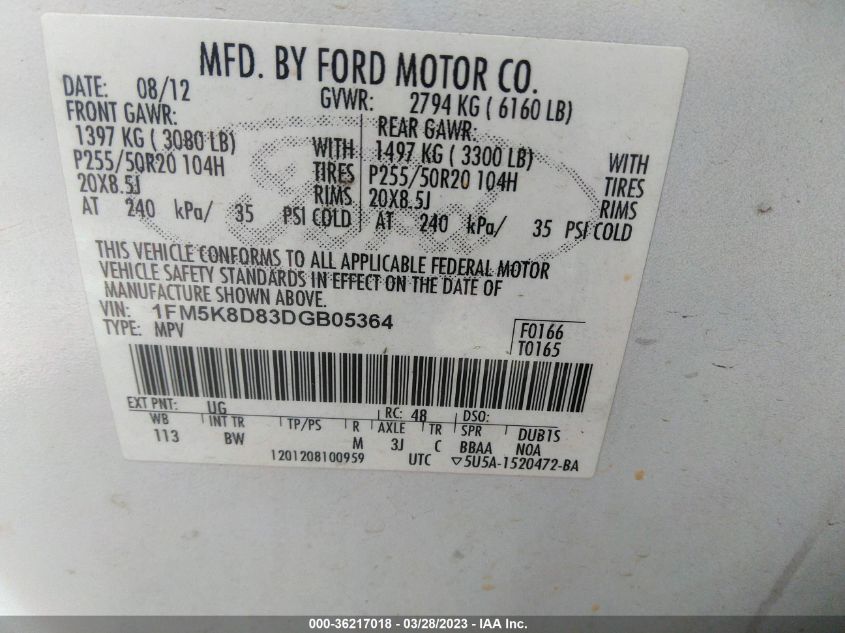 MFD. BY FORD MOTOR CO.
DATE: 08/12
GVWR: 2794 KG ( 6160 LB)
FRONT GAWR:
1397 KG ( 3080 LB)
P255/50R20 104H
20X8.5J
AT 240 kPa/ 35 PSI COLD
WITH
TIRES
RIMS
REAR GAWR:
1497 KG ( 3300 LB)
P255/50R20 104H
20X8.5J
AT 240 kPa/ 35 PSI COLD
WITH
TIRES
RIMS
Ford
THIS VEHICLE CONFORMS TO ALL APPLICABLE FEDERAL MOTOR
VEHICLE SAFETY STANDARDS IN EFFECT ON THE DATE OF
MANUFACTURE SHOWN ABOVE.
VIN: 1FM5K8D83DGB05364
TYPE: MPV
F0166
T0165
EXT PNT: UG RC: 48 DSO:
WB INT TR TP/PS R AXLE TR SPR DUBTS
113 BW M 3J C BBAA NOA
1201208100959 UTC ▽5U5A-1520472-BA
000-36217018 - 03/28/2023 - IAA Inc.